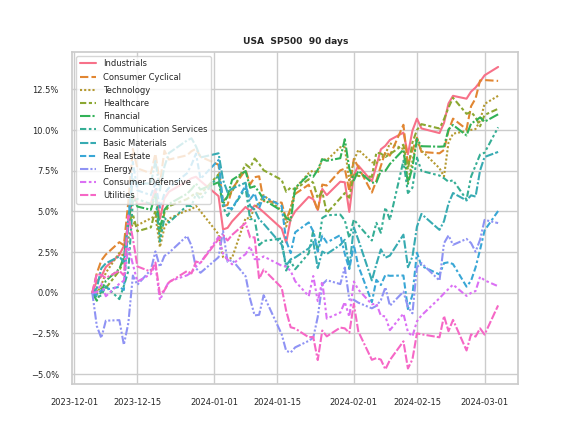 USA SP500 90 days
Industrials
Consumer Cyclical
Technology
Healthcare
Financial
Communication Services
Basic Materials
Real Estate
Energy
Consumer Defensive
Utilities
12.5%
10.0%
7.5%
5.0%
2.5%
0.0%
−2.5%
−5.0%
2023-12-01
2023-12-15
2024-01-01
2024-01-15
2024-02-01
2024-02-15
2024-03-01